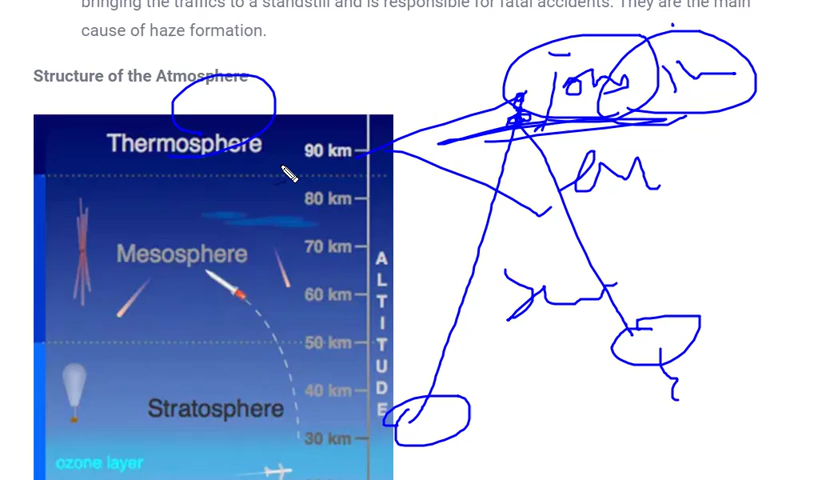 bringing the traffics to a standstill and is responsible for fatal accidents. They are the main
cause of haze formation.
Structure of the Atmosphere
Thermosphere
90 km
80 km
Mesosphere
70 km
60 km
50 km
40 km
Stratosphere
30 km
ALTITUDE
ozone layer